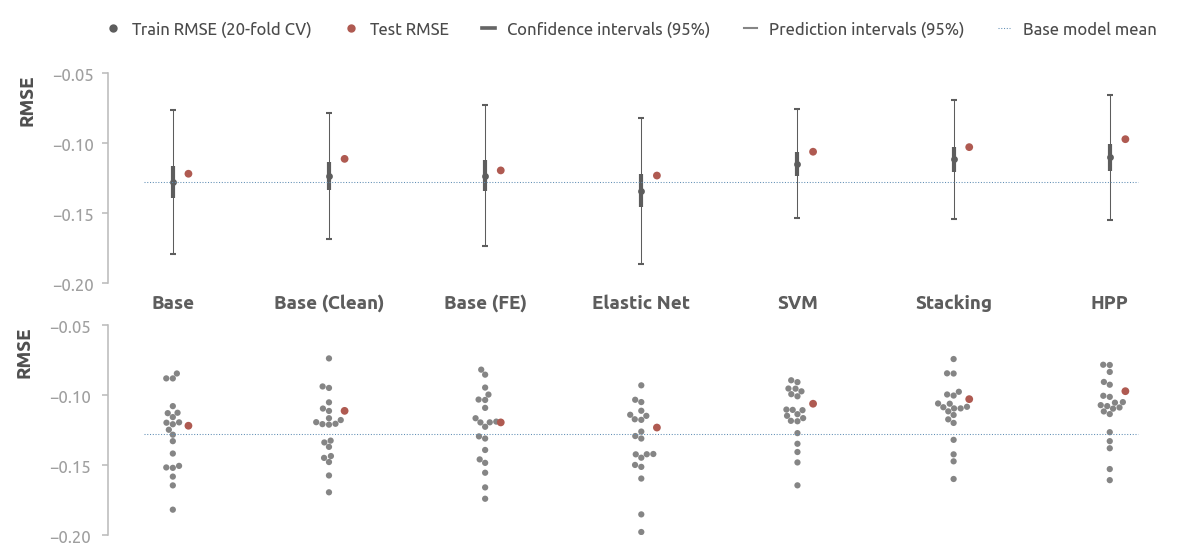 Train RMSE (20-fold CV) Test RMSE Confidence intervals (95%) Prediction intervals (95%) Base model mean
RMSE
−0.05
−0.10
−0.15
−0.20
Base Base (Clean) Base (FE) Elastic Net SVM Stacking HPP
RMSE
−0.05
−0.10
−0.15
−0.20